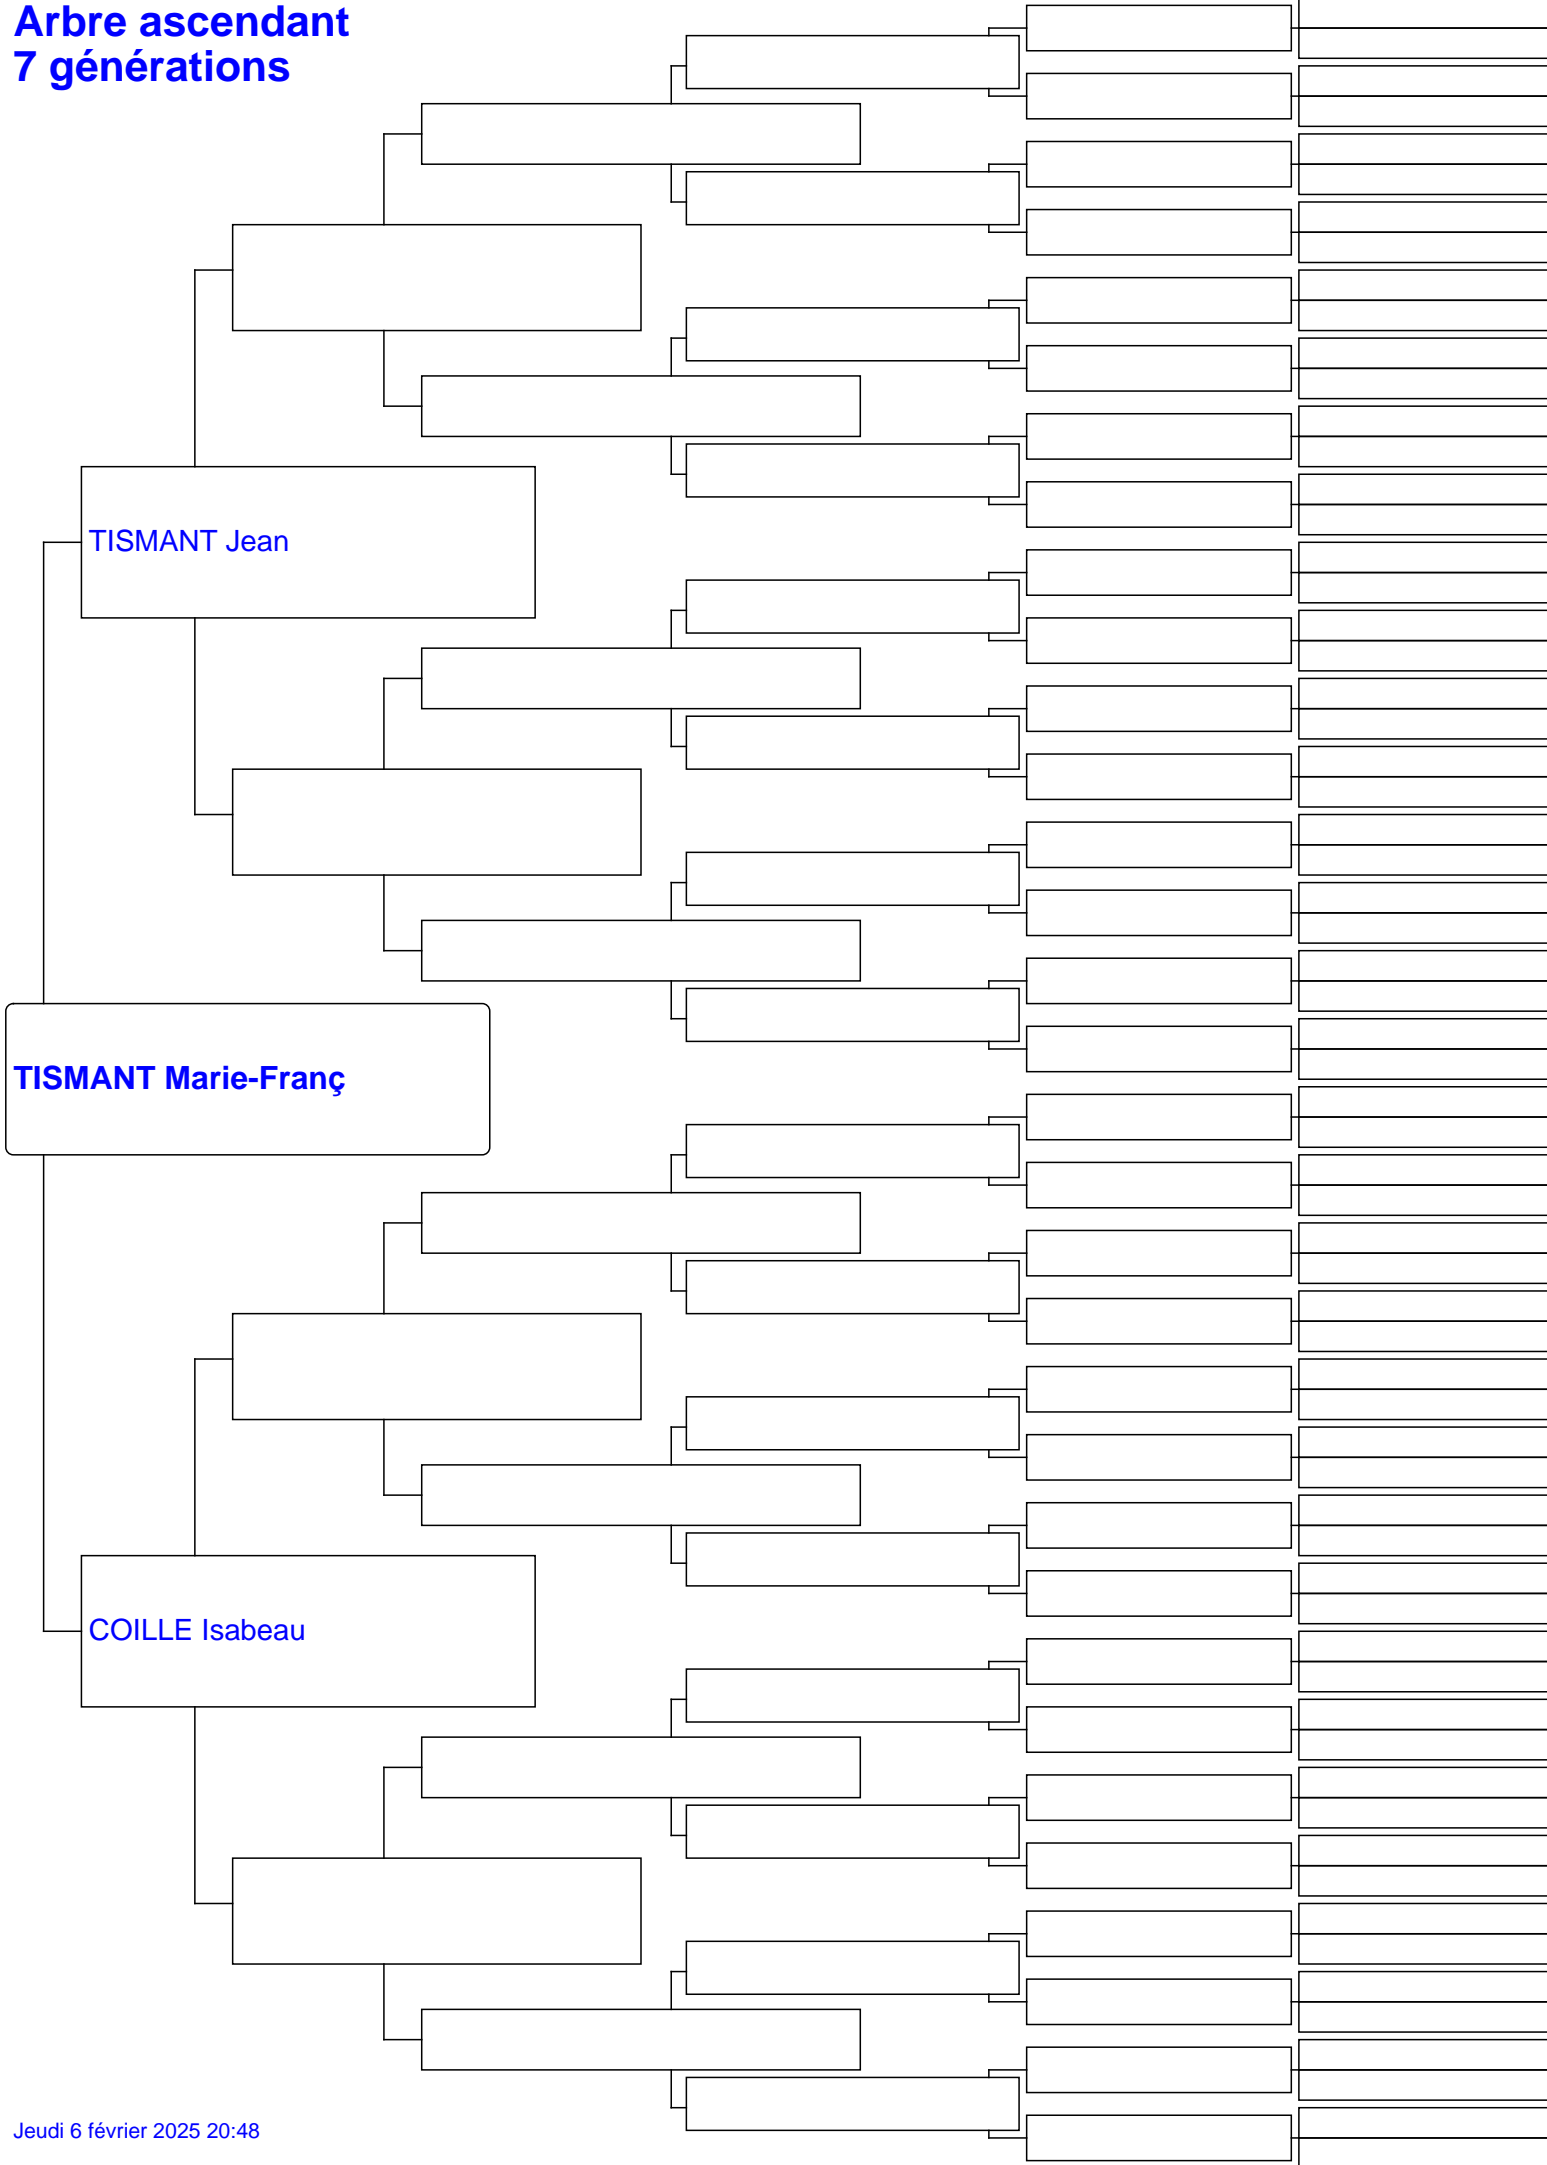 Arbre ascendant
7 générations
TISMANT Jean
TISMANT Marie-Franç
COILLE Isabeau
Jeudi 6 février 2025 20:48